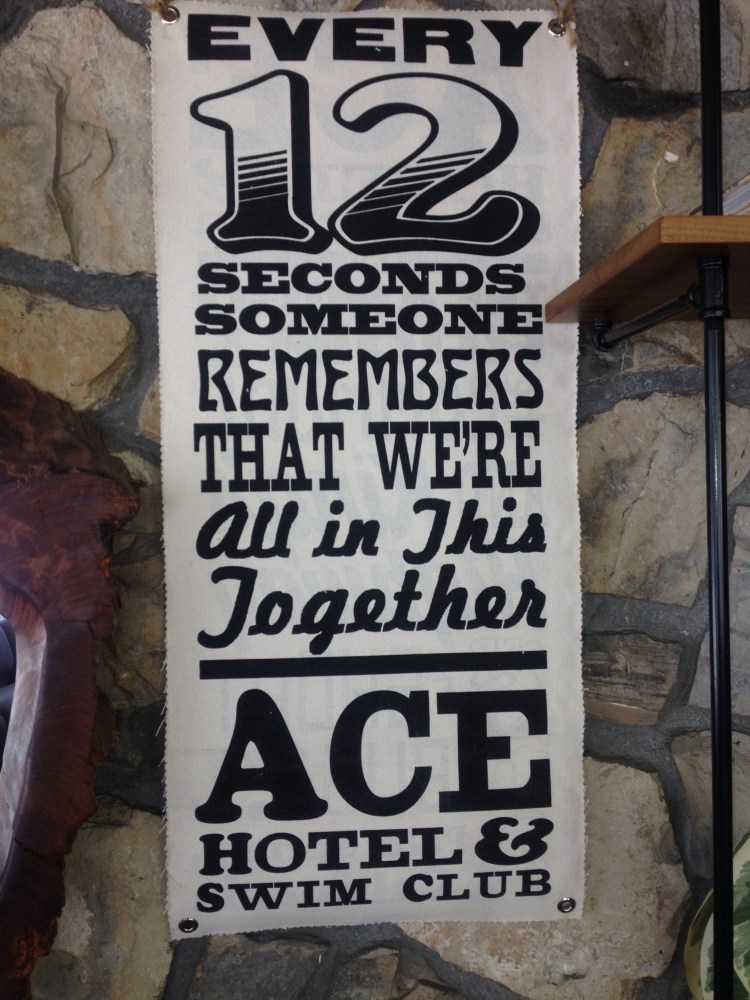 EVERY
12
SECONDS
SOMEONE
REMEMBERS
THAT WE'RE
All in This
Together
ACE
HOTEL &
SWIM CLUB